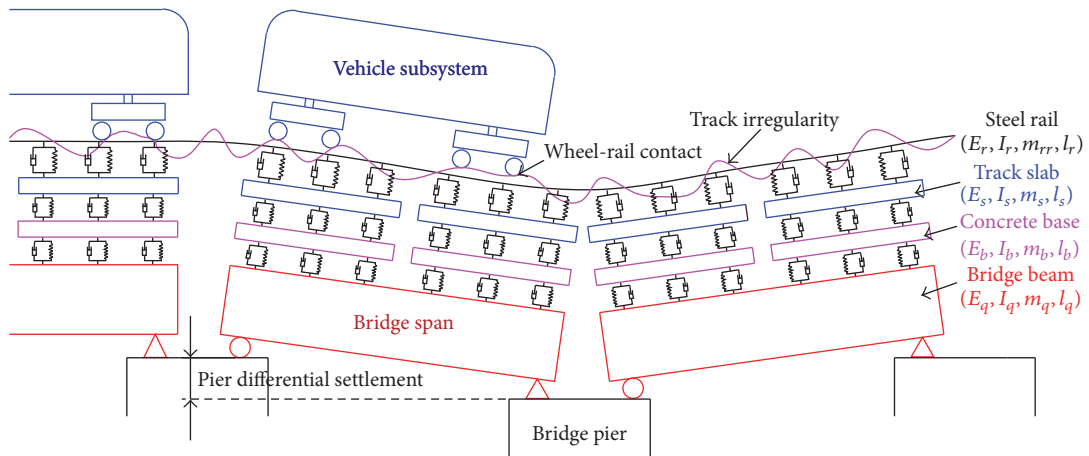 Vehicle subsystem
Track irregularity
Wheel-rail contact
Steel rail
(E_r, I_r, m_rr, l_r)
Track slab
(E_s, I_s, m_s, l_s)
Concrete base
(E_b, I_b, m_b, l_b)
Bridge beam
(E_q, I_q, m_q, l_q)
Bridge span
Pier differential settlement
Bridge pier